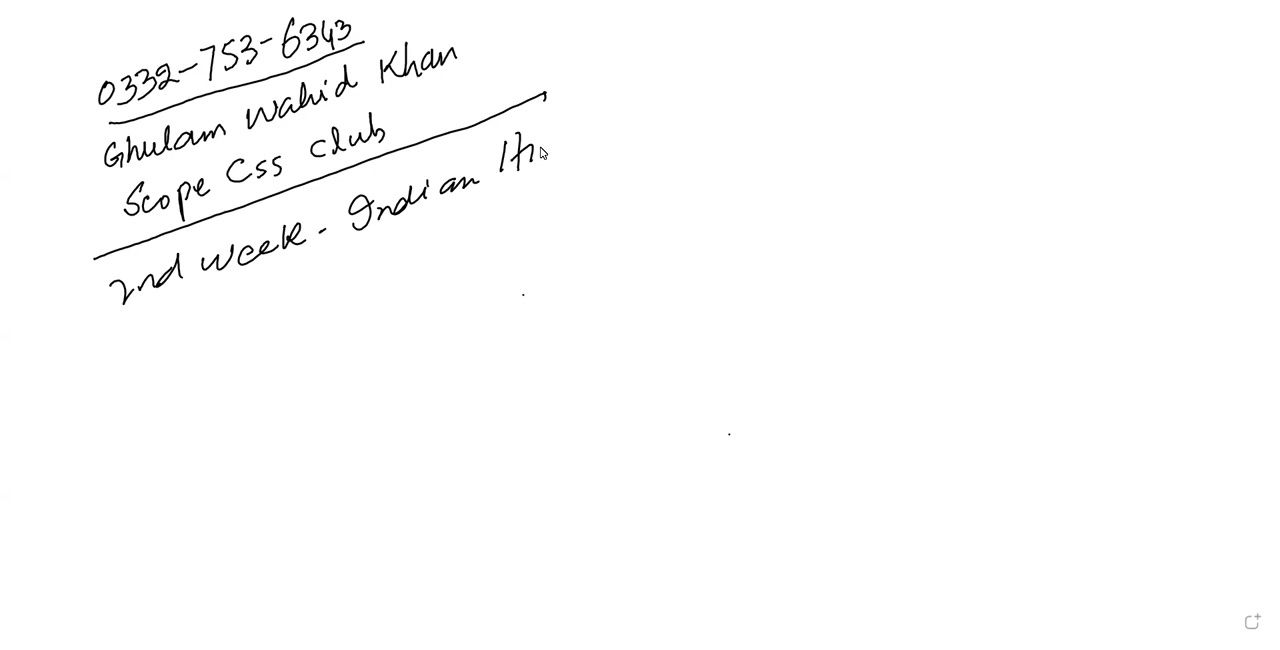 0332-753-6343
Ghulam Wahid Khan
Scope Css Club
2nd week - Indian